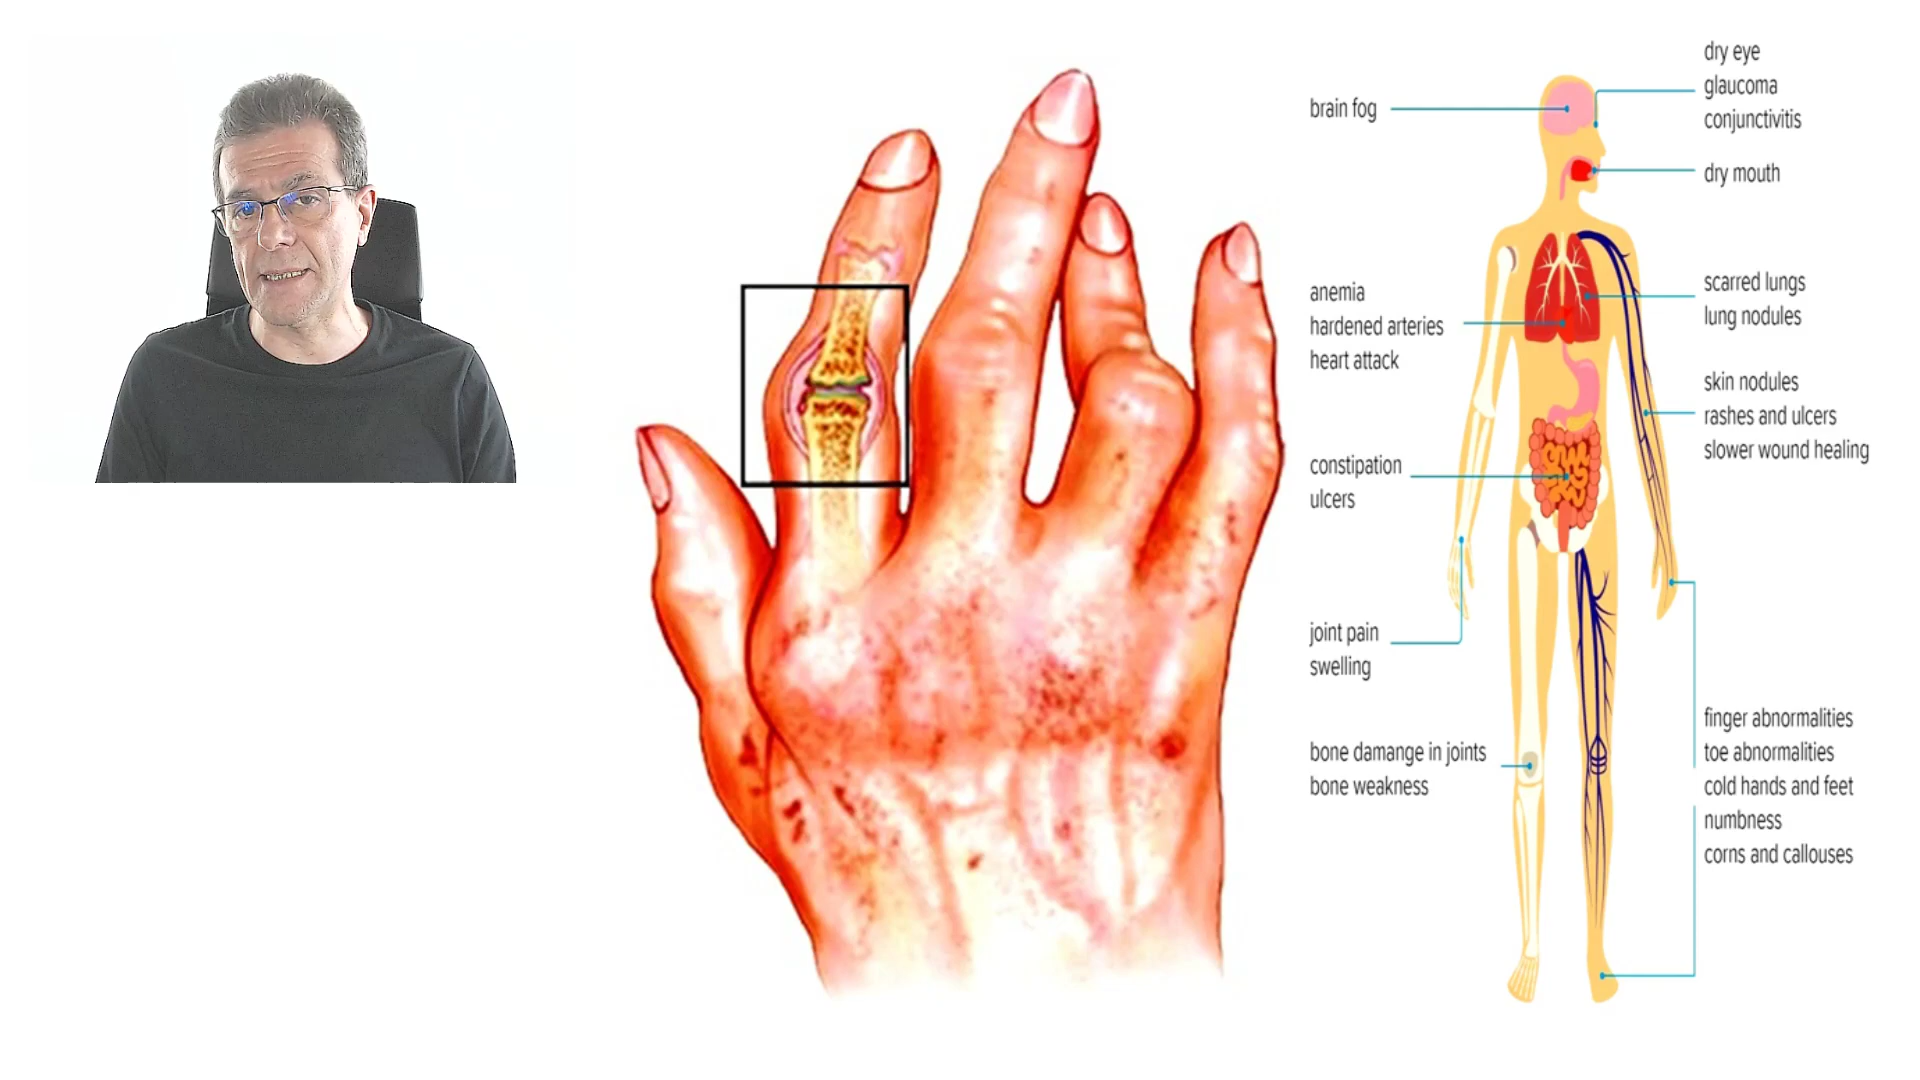 brain fog
anemia
hardened arteries
heart attack
constipation
ulcers
joint pain
swelling
bone damange in joints
bone weakness
dry eye
glaucoma
conjunctivitis
dry mouth
scarred lungs
lung nodules
skin nodules
rashes and ulcers
slower wound healing
finger abnormalities
toe abnormalities
cold hands and feet
numbness
corns and callouses